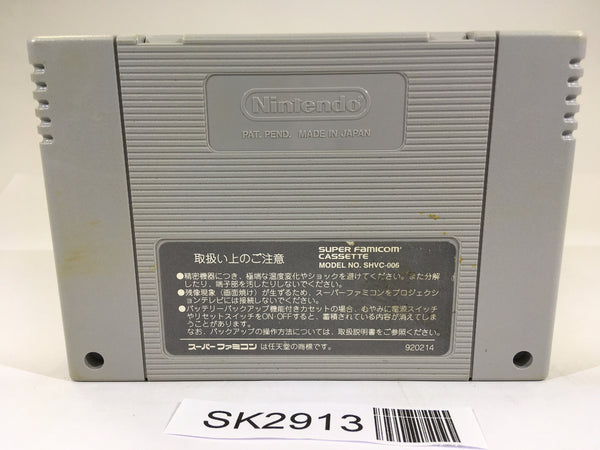 Nintendo
PAT. PEND. MADE IN JAPAN
取扱い上のご注意
SUPER FAMICOM
CASSETTE
MODEL NO. SHVC-006
●精密機器につき、極端な温度変化やショックを避けてください。また分解
したり、端子部を汚したりしないでください。
●残像現象（画面焼け）が生ずるため、スーパーファミコンをプロジェクシ
ョンテレビには接続しないでください。
●バッテリーバックアップ機能付きカセットの場合、むやみに電源スイッチ
やリセットスイッチをON・OFFすると、蓄積されている内容が消えてしま
うことがあります。
なお、バックアップの操作方法については、取扱説明書をご参照ください。
スーパーファミコンは任天堂の商標です。
920214
SK2913